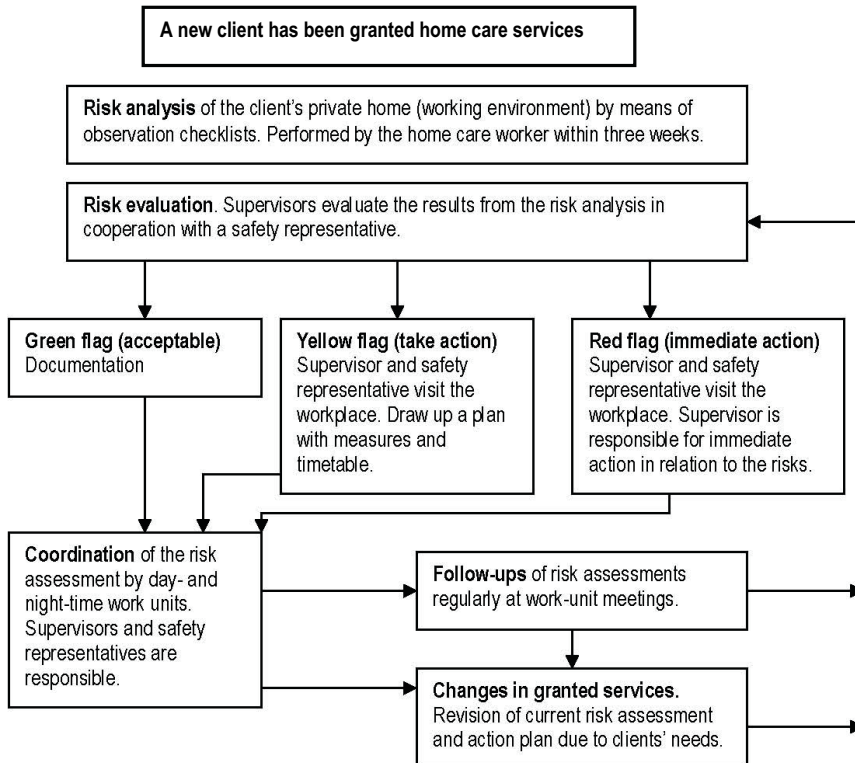 A new client has been granted home care services
Risk analysis of the client's private home (working environment) by means of
observation checklists. Performed by the home care worker within three weeks.
Risk evaluation. Supervisors evaluate the results from the risk analysis in
cooperation with a safety representative.
Green flag (acceptable)
Documentation
Yellow flag (take action)
Supervisor and safety
representative visit the
workplace. Draw up a plan
with measures and
timetable.
Red flag (immediate action)
Supervisor and safety
representative visit the
workplace. Supervisor is
responsible for immediate
action in relation to the risks.
Coordination of the risk
assessment by day- and
night-time work units.
Supervisors and safety
representatives are
responsible.
Follow-ups of risk assessments
regularly at work-unit meetings.
Changes in granted services.
Revision of current risk assessment
and action plan due to clients' needs.